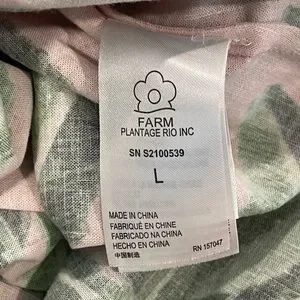 FARM
PLANTAGE RIO INC
SN S2100539
L
MADE IN CHINA
FABRIQUÉ EN CHINE
FABRICADO NA CHINA
HECHO EN CHINA
中国制造
RN 157047